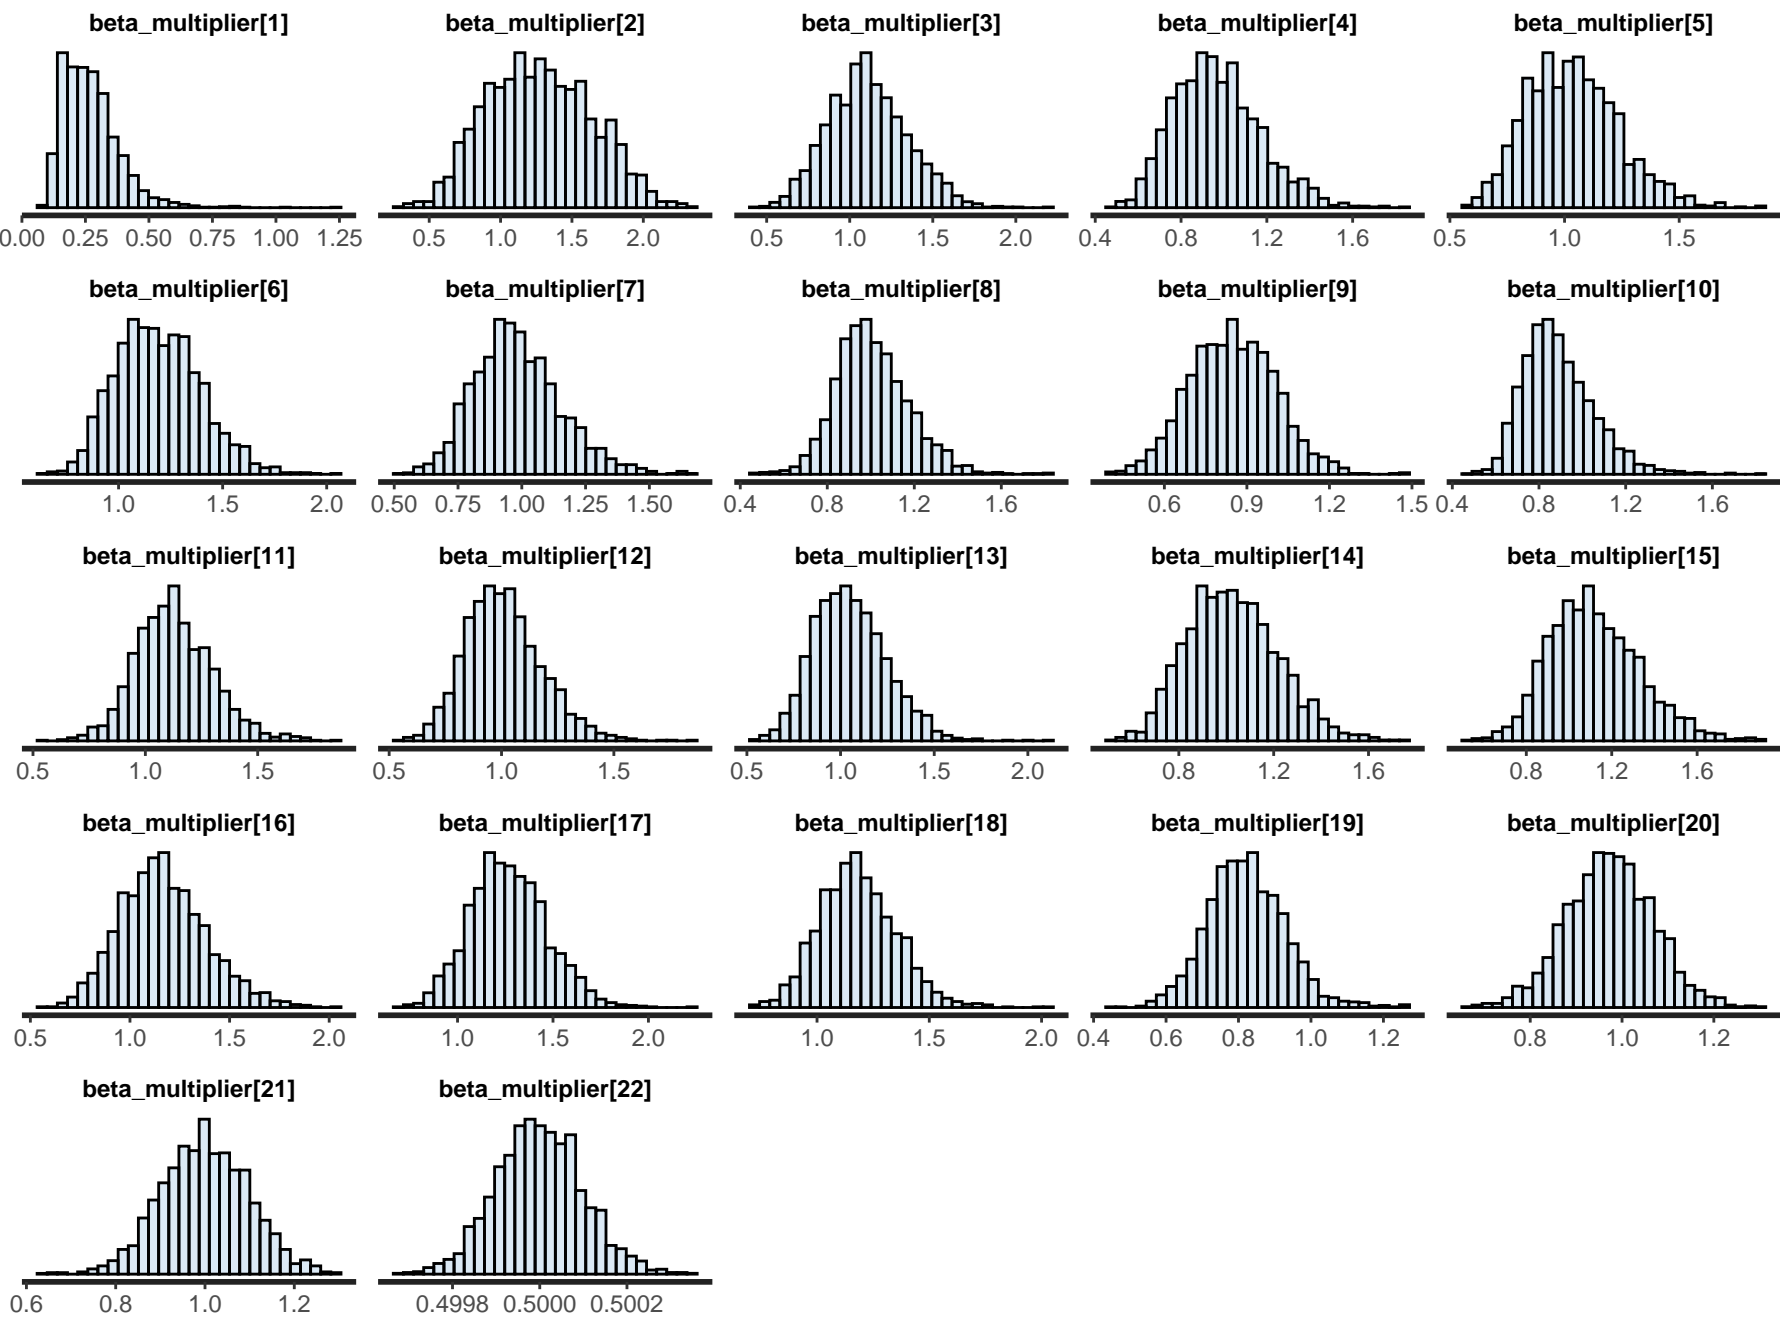 beta_multiplier[1] beta_multiplier[2] beta_multiplier[3] beta_multiplier[4] beta_multiplier[5]
0.00 0.25 0.50 0.75 1.00 1.25 0.5 1.0 1.5 2.0 0.5 1.0 1.5 2.0 0.4 0.8 1.2 1.6 0.5 1.0 1.5
beta_multiplier[6] beta_multiplier[7] beta_multiplier[8] beta_multiplier[9] beta_multiplier[10]
1.0 1.5 2.0 0.50 0.75 1.00 1.25 1.50 0.4 0.8 1.2 1.6 0.6 0.9 1.2 1.5 0.4 0.8 1.2 1.6
beta_multiplier[11] beta_multiplier[12] beta_multiplier[13] beta_multiplier[14] beta_multiplier[15]
0.5 1.0 1.5 0.5 1.0 1.5 0.5 1.0 1.5 2.0 0.8 1.2 1.6 0.8 1.2 1.6
beta_multiplier[16] beta_multiplier[17] beta_multiplier[18] beta_multiplier[19] beta_multiplier[20]
0.5 1.0 1.5 2.0 1.0 1.5 2.0 1.0 1.5 2.0 0.4 0.6 0.8 1.0 1.2 0.8 1.0 1.2
beta_multiplier[21] beta_multiplier[22]
0.6 0.8 1.0 1.2 0.4998 0.5000 0.5002